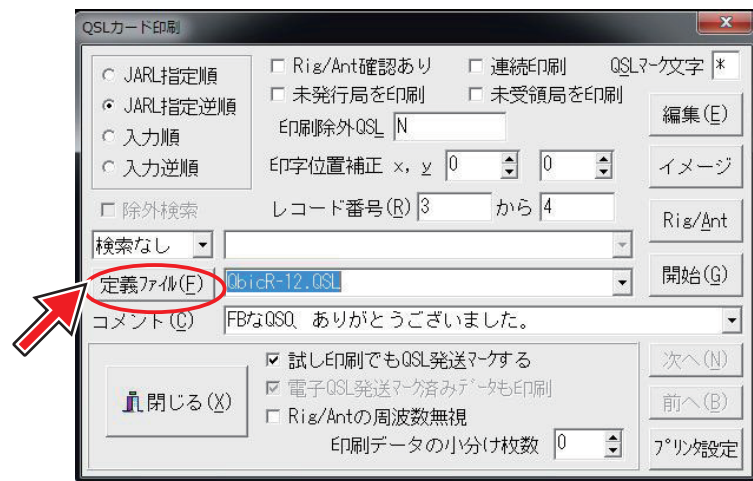 QSLカード印刷
JARL指定順
JARL指定逆順
入力順
入力逆順
Rig/Ant確認あり
連続印刷
QSLマーク文字 *
未発行局を印刷
未受領局を印刷
印刷除外QSL N
印字位置補正 x, y 0 0
除外検索
レコード番号(R) 3 から 4
検索なし
定義ファイル(F) QbicR-12.QSL
コメント(C) FBなQSO、ありがとうございました。
編集(E)
イメージ
Rig/Ant
開始(G)
試し印刷でもQSL発送マークする
電子QSL発送マーク済みデータも印刷
Rig/Antの周波数無視
印刷データの小分け枚数 0
閉じる(X)
次へ(N)
前へ(B)
プリンタ設定